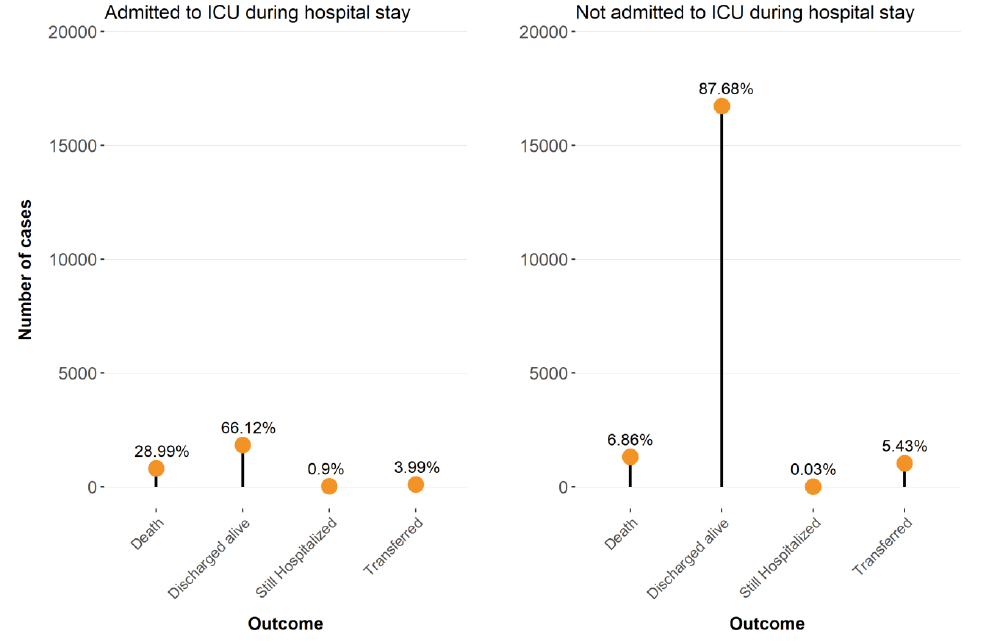 Admitted to ICU during hospital stay
Not admitted to ICU during hospital stay
Number of cases
20000
15000
10000
5000
0
28.99%
66.12%
0.9%
3.99%
Death
Discharged alive
Still Hospitalized
Transferred
Outcome
20000
15000
10000
5000
0
6.86%
87.68%
0.03%
5.43%
Death
Discharged alive
Still Hospitalized
Transferred
Outcome